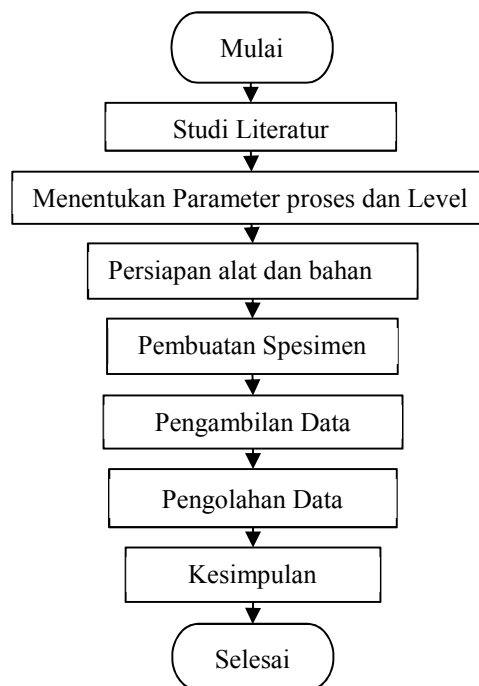 Mulai
Studi Literatur
Menentukan Parameter proses dan Level
Persiapan alat dan bahan
Pembuatan Spesimen
Pengambilan Data
Pengolahan Data
Kesimpulan
Selesai